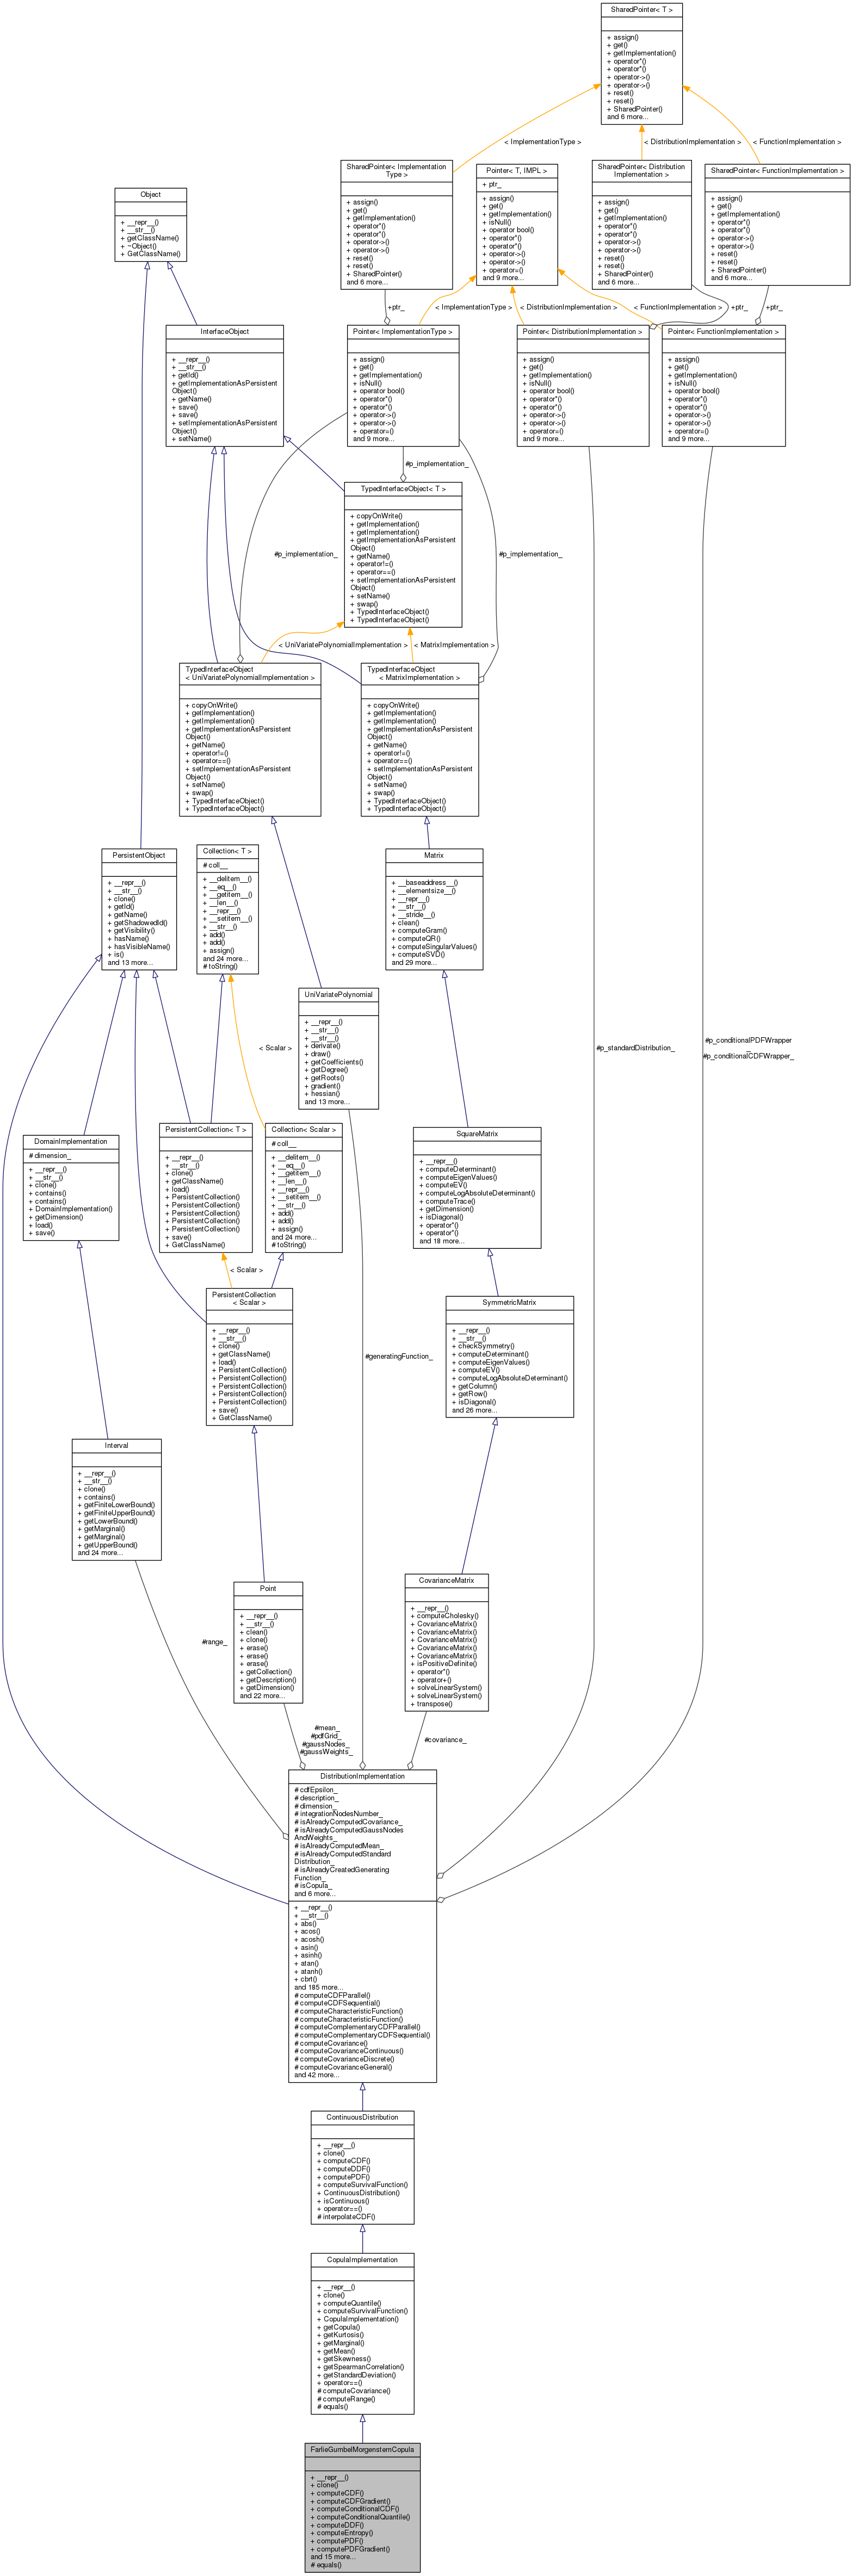 SharedPointer< T >
+ assign()
+ get()
+ getImplementation()
+ operator*()
+ operator*()
+ operator->()
+ operator->()
+ reset()
+ reset()
+ SharedPointer()
and 6 more...
< ImplementationType >
< DistributionImplementation >
< FunctionImplementation >
SharedPointer< Implementation
Type >
+ assign()
+ get()
+ getImplementation()
+ operator*()
+ operator*()
+ operator->()
+ operator->()
+ reset()
+ reset()
+ SharedPointer()
and 6 more...
Pointer< T, IMPL >
+ ptr_
+ assign()
+ get()
+ getImplementation()
+ isNull()
+ operator bool()
+ operator*()
+ operator*()
+ operator->()
+ operator->()
+ operator=()
and 9 more...
SharedPointer< Distribution
Implementation >
+ assign()
+ get()
+ getImplementation()
+ operator*()
+ operator*()
+ operator->()
+ operator->()
+ reset()
+ reset()
+ SharedPointer()
and 6 more...
SharedPointer< FunctionImplementation >
+ assign()
+ get()
+ getImplementation()
+ operator*()
+ operator*()
+ operator->()
+ operator->()
+ reset()
+ reset()
+ SharedPointer()
and 6 more...
Object
+ __repr__()
+ __str__()
+ getClassName()
+ ~Object()
+ GetClassName()
+ptr_
< ImplementationType >
< DistributionImplementation >
< FunctionImplementation >
+ptr_
+ptr_
InterfaceObject
+ __repr__()
+ __str__()
+ getId()
+ getImplementationAsPersistent
Object()
+ getName()
+ save()
+ save()
+ setImplementationAsPersistent
Object()
+ setName()
Pointer< ImplementationType >
+ assign()
+ get()
+ getImplementation()
+ isNull()
+ operator bool()
+ operator*()
+ operator*()
+ operator->()
+ operator->()
+ operator=()
and 9 more...
Pointer< DistributionImplementation >
+ assign()
+ get()
+ getImplementation()
+ isNull()
+ operator bool()
+ operator*()
+ operator*()
+ operator->()
+ operator->()
+ operator=()
and 9 more...
Pointer< FunctionImplementation >
+ assign()
+ get()
+ getImplementation()
+ isNull()
+ operator bool()
+ operator*()
+ operator*()
+ operator->()
+ operator->()
+ operator=()
and 9 more...
#p_implementation_
TypedInterfaceObject< T >
+ copyOnWrite()
+ getImplementation()
+ getImplementation()
+ getImplementationAsPersistent
Object()
+ getName()
+ operator!=()
+ operator==()
+ setImplementationAsPersistent
Object()
+ setName()
+ swap()
+ TypedInterfaceObject()
+ TypedInterfaceObject()
#p_implementation_
#p_implementation_
< UniVariatePolynomialImplementation >
< MatrixImplementation >
TypedInterfaceObject
< UniVariatePolynomialImplementation >
+ copyOnWrite()
+ getImplementation()
+ getImplementation()
+ getImplementationAsPersistent
Object()
+ getName()
+ operator!=()
+ operator==()
+ setImplementationAsPersistent
Object()
+ setName()
+ swap()
+ TypedInterfaceObject()
+ TypedInterfaceObject()
TypedInterfaceObject
< MatrixImplementation >
+ copyOnWrite()
+ getImplementation()
+ getImplementation()
+ getImplementationAsPersistent
Object()
+ getName()
+ operator!=()
+ operator==()
+ setImplementationAsPersistent
Object()
+ setName()
+ swap()
+ TypedInterfaceObject()
+ TypedInterfaceObject()
PersistentObject
+ __repr__()
+ __str__()
+ clone()
+ getId()
+ getName()
+ getShadowedId()
+ getVisibility()
+ hasName()
+ hasVisibleName()
+ is()
and 13 more...
Collection< T >
# coll__
+ __delitem__()
+ __eq__()
+ __getitem__()
+ __len__()
+ __repr__()
+ __setitem__()
+ __str__()
+ add()
+ add()
+ assign()
and 24 more...
# toString()
Matrix
+ __baseaddress__()
+ __elementsize__()
+ __repr__()
+ __str__()
+ __stride__()
+ clean()
+ computeGram()
+ computeQR()
+ computeSingularValues()
+ computeSVD()
and 29 more...
UniVariatePolynomial
+ __repr__()
+ __str__()
+ __str__()
+ derivate()
+ draw()
+ getCoefficients()
+ getDegree()
+ getRoots()
+ gradient()
+ hessian()
and 13 more...
< Scalar >
#p_standardDistribution_
#p_conditionalPDFWrapper
_
#p_conditionalCDFWrapper_
DomainImplementation
# dimension_
+ __repr__()
+ __str__()
+ clone()
+ contains()
+ contains()
+ DomainImplementation()
+ getDimension()
+ load()
+ save()
PersistentCollection< T >
+ __repr__()
+ __str__()
+ clone()
+ getClassName()
+ load()
+ PersistentCollection()
+ PersistentCollection()
+ PersistentCollection()
+ PersistentCollection()
+ PersistentCollection()
+ save()
+ GetClassName()
Collection< Scalar >
# coll__
+ __delitem__()
+ __eq__()
+ __getitem__()
+ __len__()
+ __repr__()
+ __setitem__()
+ __str__()
+ add()
+ add()
+ assign()
and 24 more...
# toString()
SquareMatrix
+ __repr__()
+ computeDeterminant()
+ computeEigenValues()
+ computeEV()
+ computeLogAbsoluteDeterminant()
+ computeTrace()
+ getDimension()
+ isDiagonal()
+ operator*()
+ operator*()
and 18 more...
< Scalar >
PersistentCollection
< Scalar >
+ __repr__()
+ __str__()
+ clone()
+ getClassName()
+ load()
+ PersistentCollection()
+ PersistentCollection()
+ PersistentCollection()
+ PersistentCollection()
+ PersistentCollection()
+ save()
+ GetClassName()
SymmetricMatrix
+ __repr__()
+ __str__()
+ checkSymmetry()
+ computeDeterminant()
+ computeEigenValues()
+ computeEV()
+ computeLogAbsoluteDeterminant()
+ getColumn()
+ getRow()
+ isDiagonal()
and 26 more...
#generatingFunction_
Interval
+ __repr__()
+ __str__()
+ clone()
+ contains()
+ getFiniteLowerBound()
+ getFiniteUpperBound()
+ getLowerBound()
+ getMarginal()
+ getMarginal()
+ getUpperBound()
and 24 more...
Point
+ __repr__()
+ __str__()
+ clean()
+ clone()
+ erase()
+ erase()
+ erase()
+ getCollection()
+ getDescription()
+ getDimension()
and 22 more...
CovarianceMatrix
+ __repr__()
+ computeCholesky()
+ CovarianceMatrix()
+ CovarianceMatrix()
+ CovarianceMatrix()
+ CovarianceMatrix()
+ CovarianceMatrix()
+ isPositiveDefinite()
+ operator*()
+ operator+()
+ solveLinearSystem()
+ solveLinearSystem()
+ transpose()
#range_
#mean_
#pdfGrid_
#gaussNodes_
#gaussWeights_
#covariance_
DistributionImplementation
# cdfEpsilon_
# description_
# dimension_
# integrationNodesNumber_
# isAlreadyComputedCovariance_
# isAlreadyComputedGaussNodes
AndWeights_
# isAlreadyComputedMean_
# isAlreadyComputedStandard
Distribution_
# isAlreadyCreatedGenerating
Function_
# isCopula_
and 6 more...
+ __repr__()
+ __str__()
+ abs()
+ acos()
+ acosh()
+ asin()
+ asinh()
+ atan()
+ atanh()
+ cbrt()
and 185 more...
# computeCDFParallel()
# computeCDFSequential()
# computeCharacteristicFunction()
# computeCharacteristicFunction()
# computeComplementaryCDFParallel()
# computeComplementaryCDFSequential()
# computeCovariance()
# computeCovarianceContinuous()
# computeCovarianceDiscrete()
# computeCovarianceGeneral()
and 42 more...
ContinuousDistribution
+ __repr__()
+ clone()
+ computeCDF()
+ computeDDF()
+ computePDF()
+ computeSurvivalFunction()
+ ContinuousDistribution()
+ isContinuous()
+ operator==()
# interpolateCDF()
CopulaImplementation
+ __repr__()
+ clone()
+ computeQuantile()
+ computeSurvivalFunction()
+ CopulaImplementation()
+ getCopula()
+ getKurtosis()
+ getMarginal()
+ getMean()
+ getSkewness()
+ getSpearmanCorrelation()
+ getStandardDeviation()
+ operator==()
# computeCovariance()
# computeRange()
# equals()
FarlieGumbelMorgensternCopula
+ __repr__()
+ clone()
+ computeCDF()
+ computeCDFGradient()
+ computeConditionalCDF()
+ computeConditionalQuantile()
+ computeDDF()
+ computeEntropy()
+ computePDF()
+ computePDFGradient()
and 15 more...
# equals()